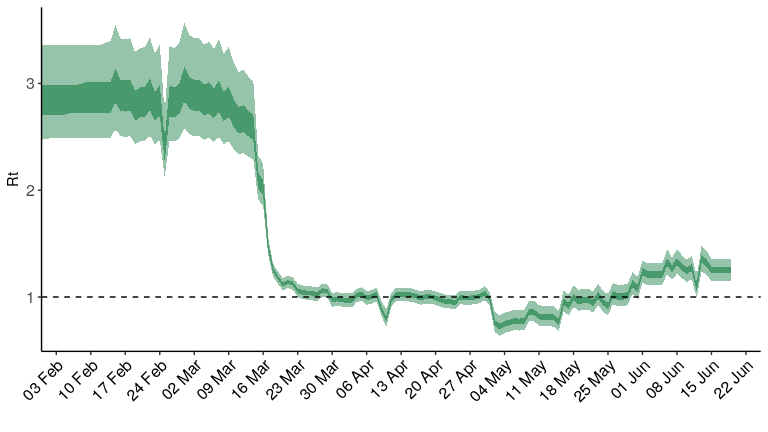 Rt
3
2
1
03 Feb
10 Feb
17 Feb
24 Feb
02 Mar
09 Mar
16 Mar
23 Mar
30 Mar
06 Apr
13 Apr
20 Apr
27 Apr
04 May
11 May
18 May
25 May
01 Jun
08 Jun
15 Jun
22 Jun